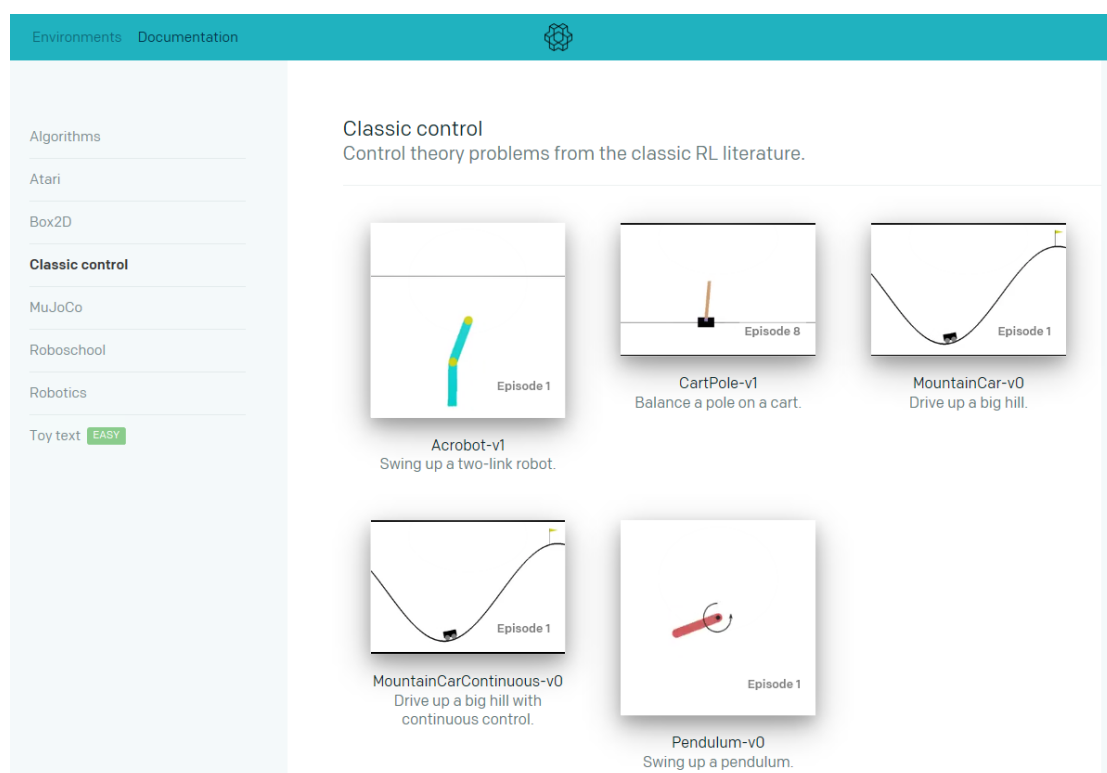 Environments Documentation
Algorithms
Atari
Box2D
Classic control
MuJoCo
Roboschool
Robotics
Toy text EASY
Classic control
Control theory problems from the classic RL literature.
Episode 1
Acrobot-v1
Swing up a two-link robot.
Episode 8
CartPole-v1
Balance a pole on a cart.
Episode 1
MountainCar-v0
Drive up a big hill.
Episode 1
MountainCarContinuous-v0
Drive up a big hill with
continuous control.
Episode 1
Pendulum-v0
Swing up a pendulum.